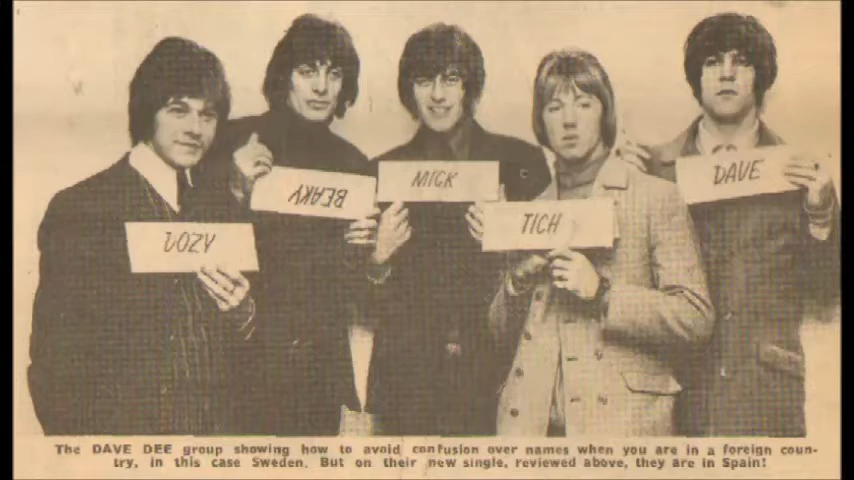 DOZY
BEAKY
MICK
TICH
DAVE
The DAVE DEE group showing how to avoid confusion over names when you are in a foreign coun-
try, in this case Sweden. But on their new single, reviewed above, they are in Spain!